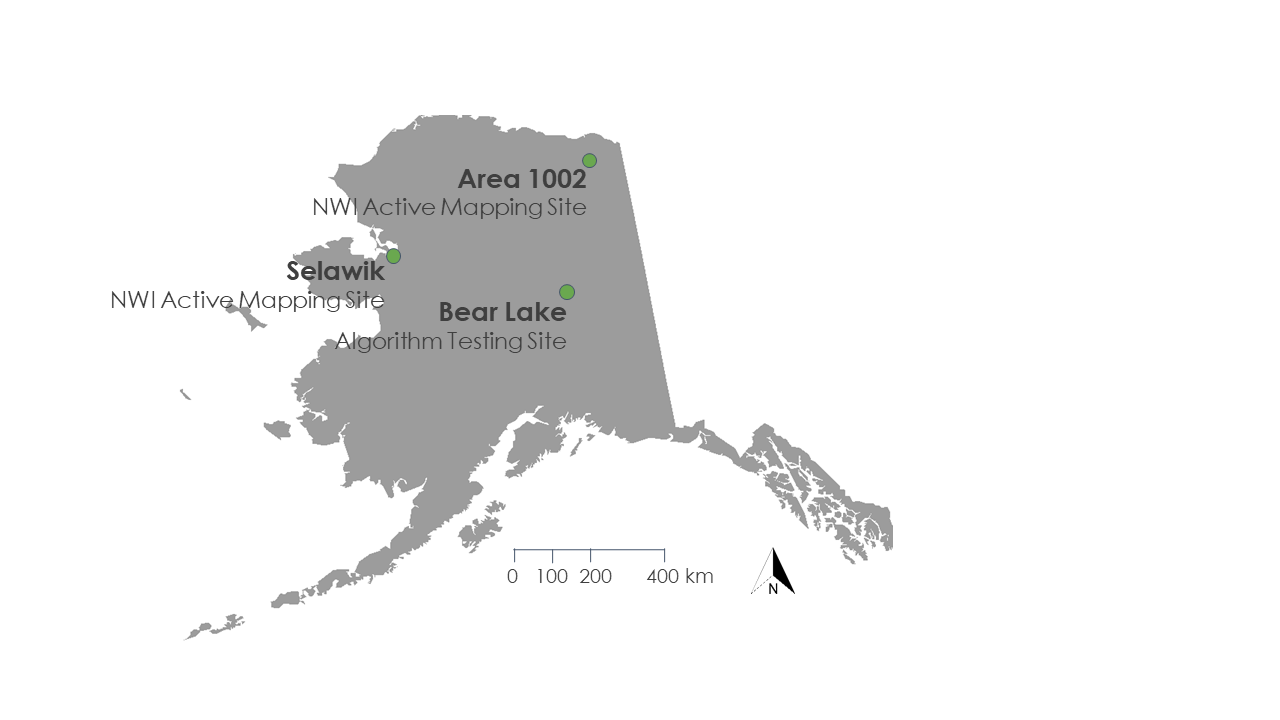 Area 1002
NWI Active Mapping Site
Selawik
NWI Active Mapping Site
Bear Lake
Algorithm Testing Site
0 100 200 400 km
N